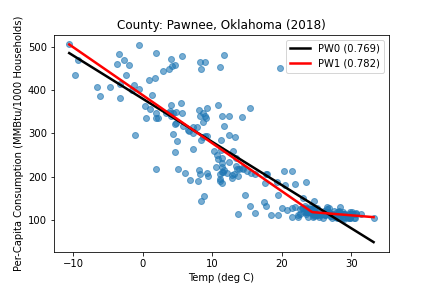 County: Pawnee, Oklahoma (2018)
Per-Capita Consumption (MMBtu/1000 Households)
500
400
300
200
100
PW0 (0.769)
PW1 (0.782)
−10
0
10
20
30
Temp (deg C)